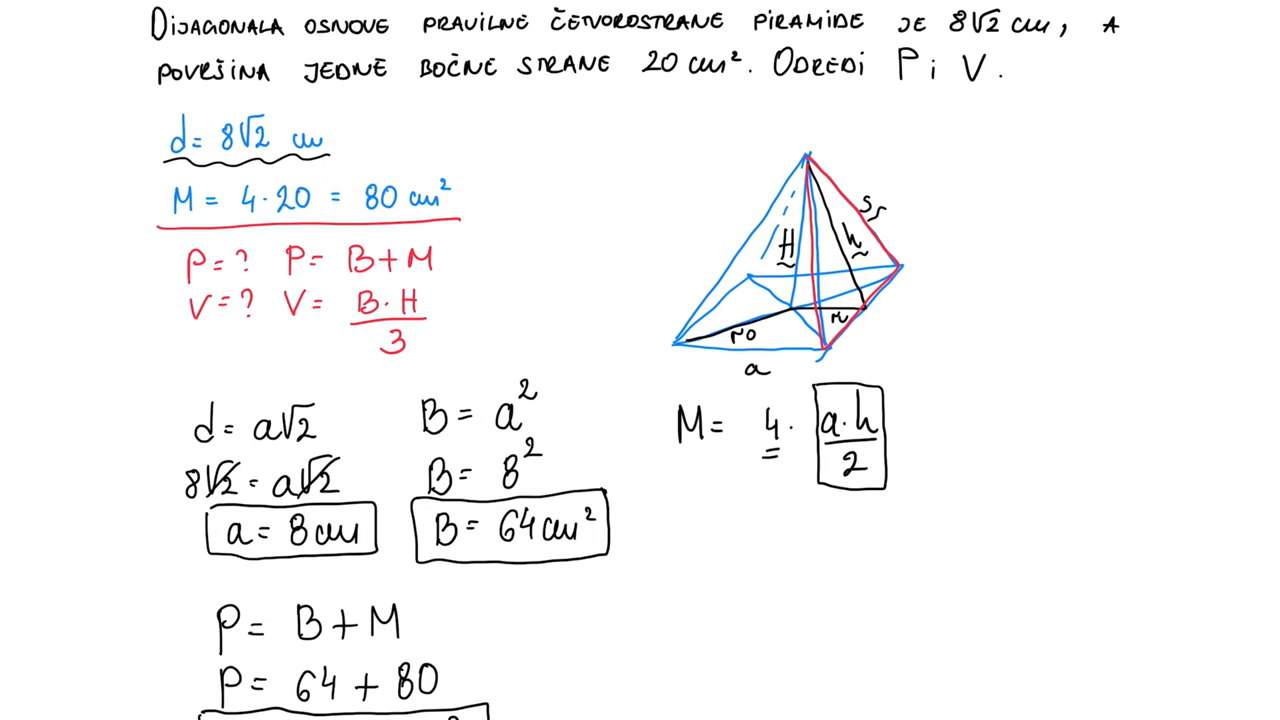 DIJAGONALA OSNOVE PRAVILNE ČETVOROSTRANE PIRAMIDE JE 8√2 cm, A
POVRŠINA JEDNE BOČNE STRANE 20 cm². ODREDI P i V.
d = 8√2 cm
M = 4·20 = 80 cm²
P = ? P = B + M
V = ? V = B·H
3
s
H
h
r
ro
a
d = a√2
8√2 = a√2
a = 8 cm
B = a²
B = 8²
B = 64 cm²
M = 4· a·h
2
P = B + M
P = 64 + 80